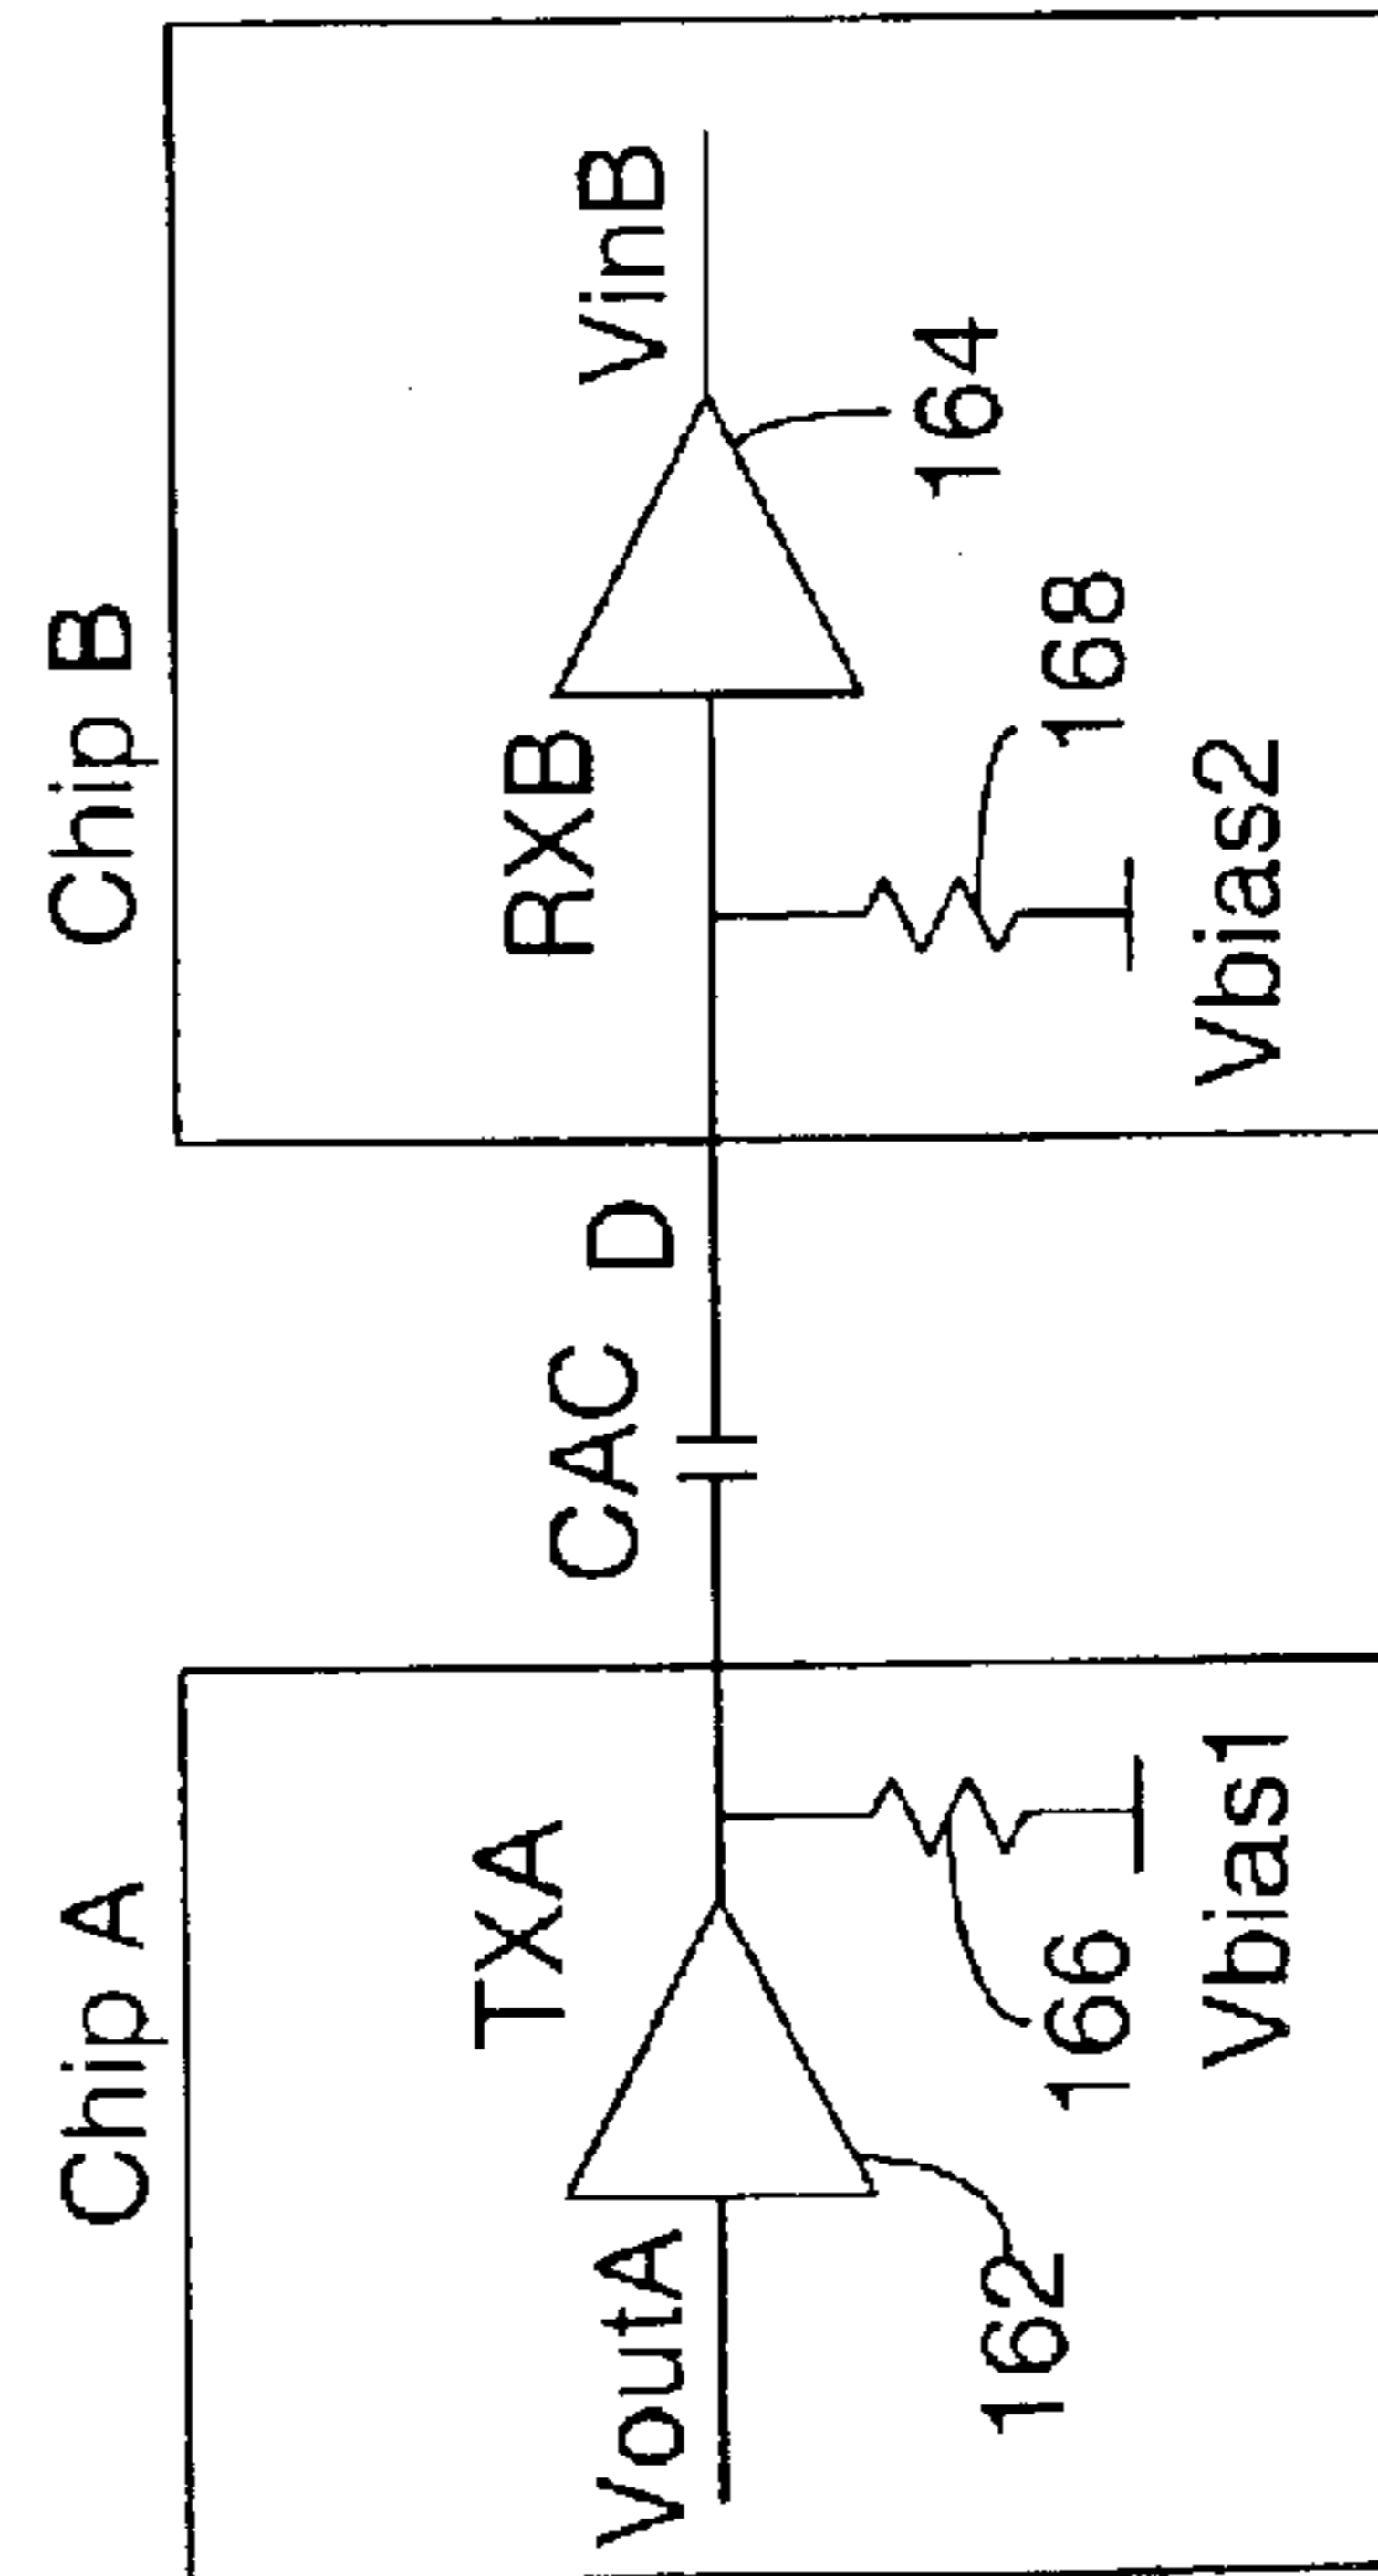 Chip A
Chip B
TXA
RXB
VoutA
CAC
D
VinB
162
166
168
164
Vbias1
Vbias2